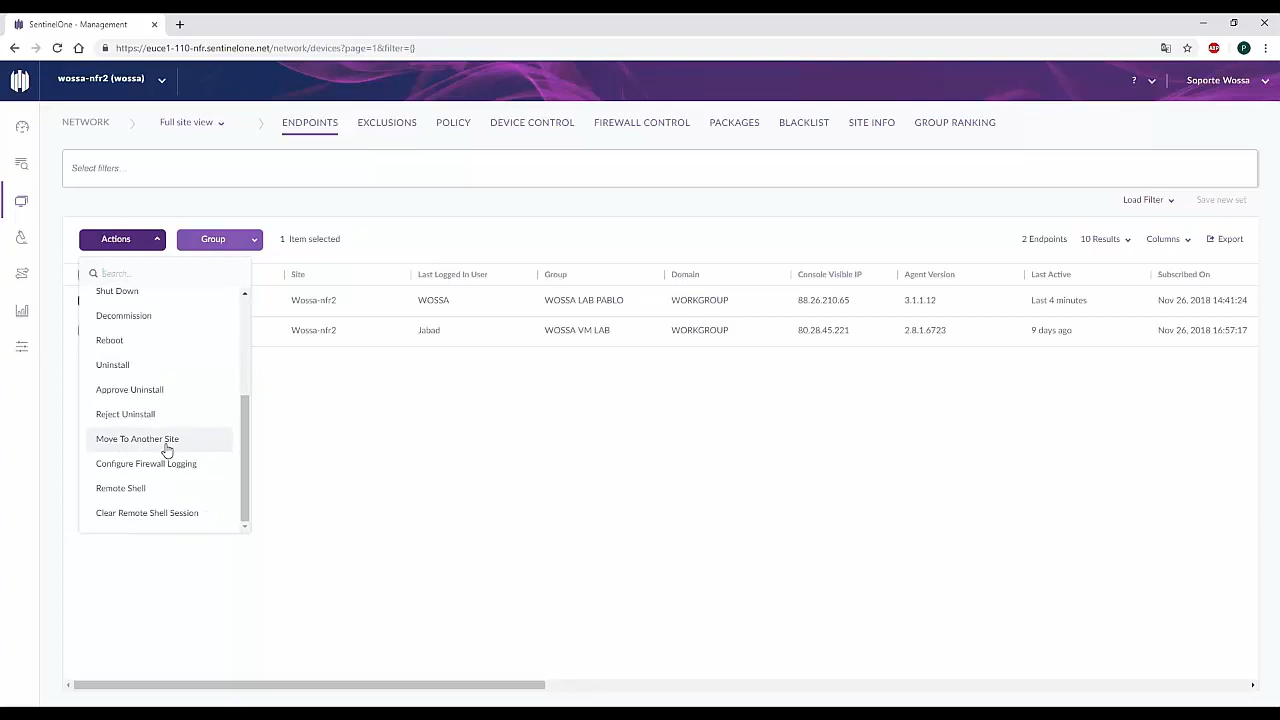 SentinelOne - Management
https://euce1-110-nfr.sentinelone.net/network/devices?page=1&filter={}
ABP
P
wossa-nfr2 (wossa)
?
Soporte Wossa
NETWORK
Full site view
ENDPOINTS
EXCLUSIONS
POLICY
DEVICE CONTROL
FIREWALL CONTROL
PACKAGES
BLACKLIST
SITE INFO
GROUP RANKING
Select filters...
Load Filter
Save new set
Actions
Group
1 Item selected
2 Endpoints
10 Results
Columns
Export
Search...
Site
Last Logged In User
Group
Domain
Console Visible IP
Agent Version
Last Active
Subscribed On
Wossa-nfr2
WOSSA
WOSSA LAB PABLO
WORKGROUP
88.26.210.65
3.1.1.12
Last 4 minutes
Nov 26, 2018 14:41:24
Wossa-nfr2
Jabad
WOSSA VM LAB
WORKGROUP
80.28.45.221
2.8.1.6723
9 days ago
Nov 26, 2018 16:57:17
Shut Down
Decommission
Reboot
Uninstall
Approve Uninstall
Reject Uninstall
Move To Another Site
Configure Firewall Logging
Remote Shell
Clear Remote Shell Session